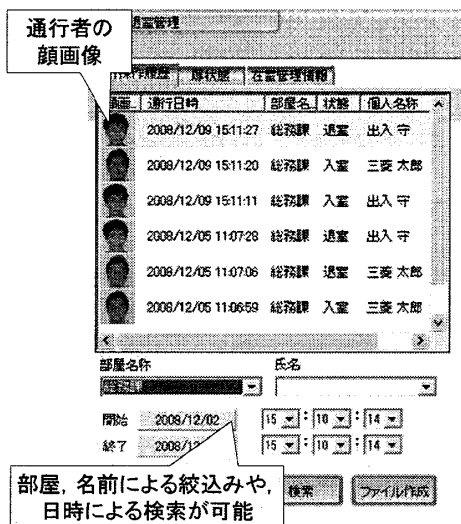 通行者の
顔画像
退室管理
操作履歴 扉状態 在室管理情報
顔画 通行日時 部屋名 状態 個人名称
2008/12/09 15:11:27 総務課 退室 出入 守
2008/12/09 15:11:20 総務課 入室 三菱 太郎
2008/12/09 15:11:11 総務課 入室 出入 守
2008/12/05 11:07:28 総務課 退室 出入 守
2008/12/05 11:07:06 総務課 退室 三菱 太郎
2008/12/05 11:06:59 総務課 入室 三菱 太郎
部屋名称 氏名
総務課
開始 2008/12/02 15 : 10 : 14
終了 2008/12 15 : 10 : 14
部屋,名前による絞込みや,
日時による検索が可能
検索 ファイル作成